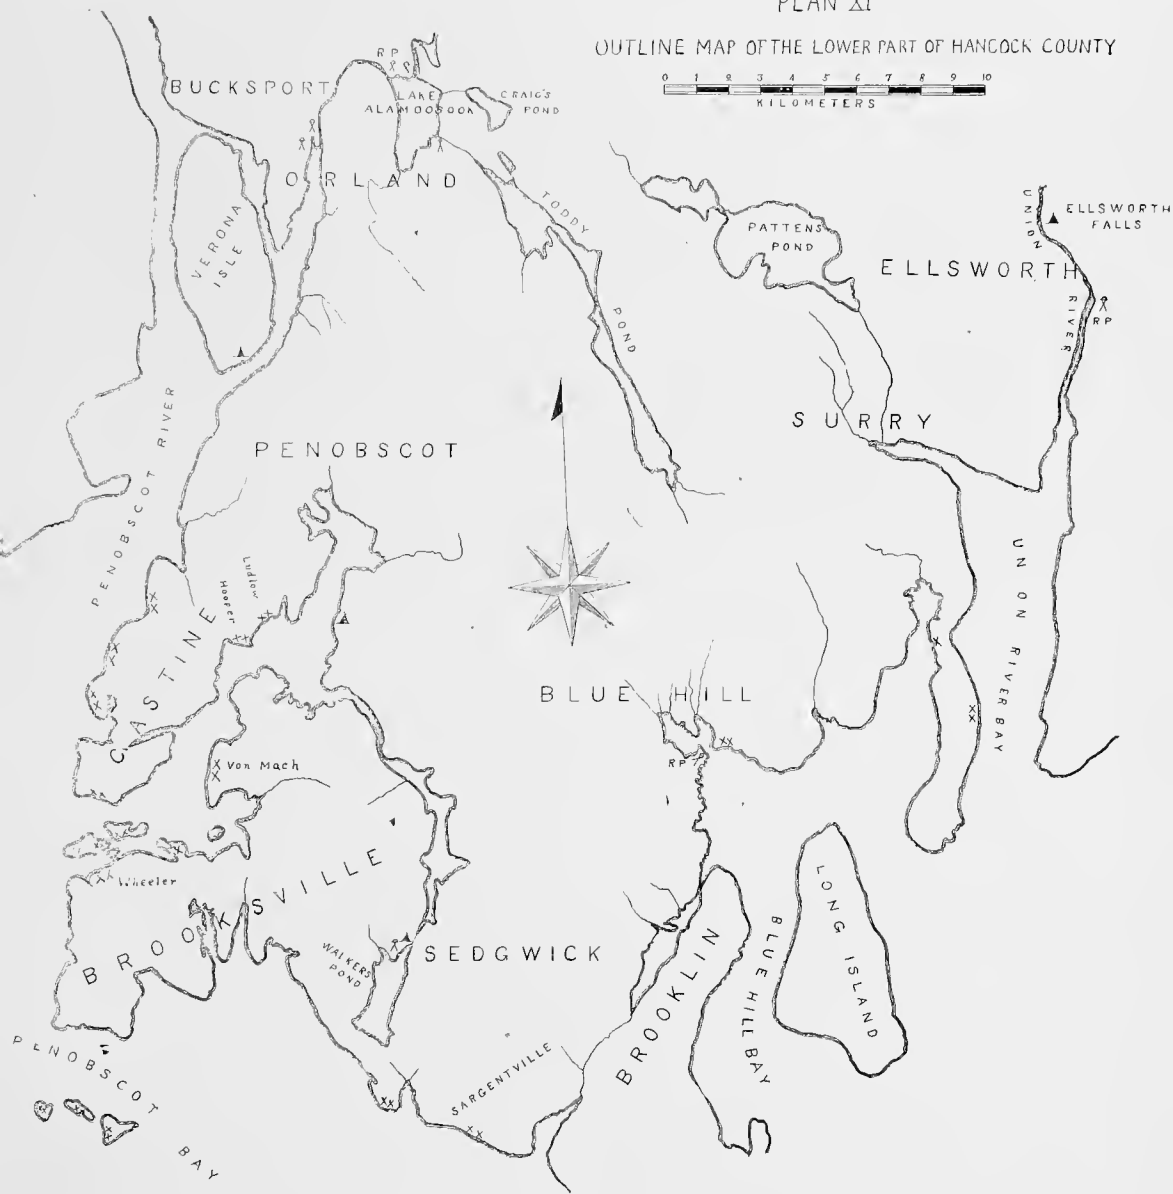 PLAN XI
OUTLINE MAP OF THE LOWER PART OF HANCOCK COUNTY
0 1 2 3 4 5 6 7 8 9 10
KILOMETERS
BUCKSPORT
RP
LAKE
ALAMOOSOOK
CRAIG'S
POND
ORLAND
VERONA
ISLE
TODDY
POND
PATTENS
POND
UNION
RIVER
ELLSWORTH
FALLS
ELLSWORTH
RP
SURRY
PENOBSCOT RIVER
PENOBSCOT
Ludlow
Hooper
CASTINE
UN ON RIVER BAY
BLUE HILL
RP
Von Mach
Wheeler
BROOKSVILLE
WALKERS
POND
SEDGWICK
BROOKLIN
BLUE HILL BAY
LONG ISLAND
SARGENTVILLE
PENOBSCOT BAY